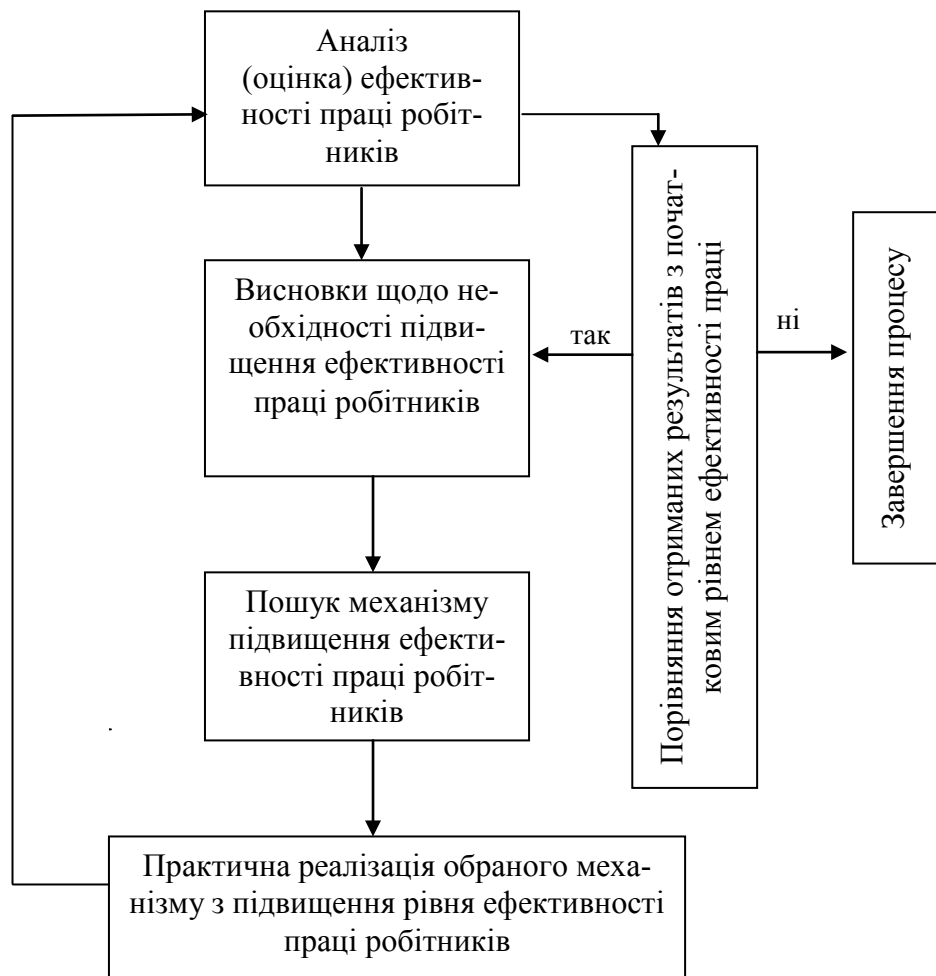 Аналіз
(оцінка) ефектив-
ності праці робіт-
ників
Висновки щодо не-
обхідності підви-
щення ефективності
праці робітників
так
Порівняння отриманих результатів з почат-
ковим рівнем ефективності праці
ні
Завершення процесу
Пошук механізму
підвищення ефекти-
вності праці робіт-
ників
.
Практична реалізація обраного меха-
нізму з підвищення рівня ефективності
праці робітників